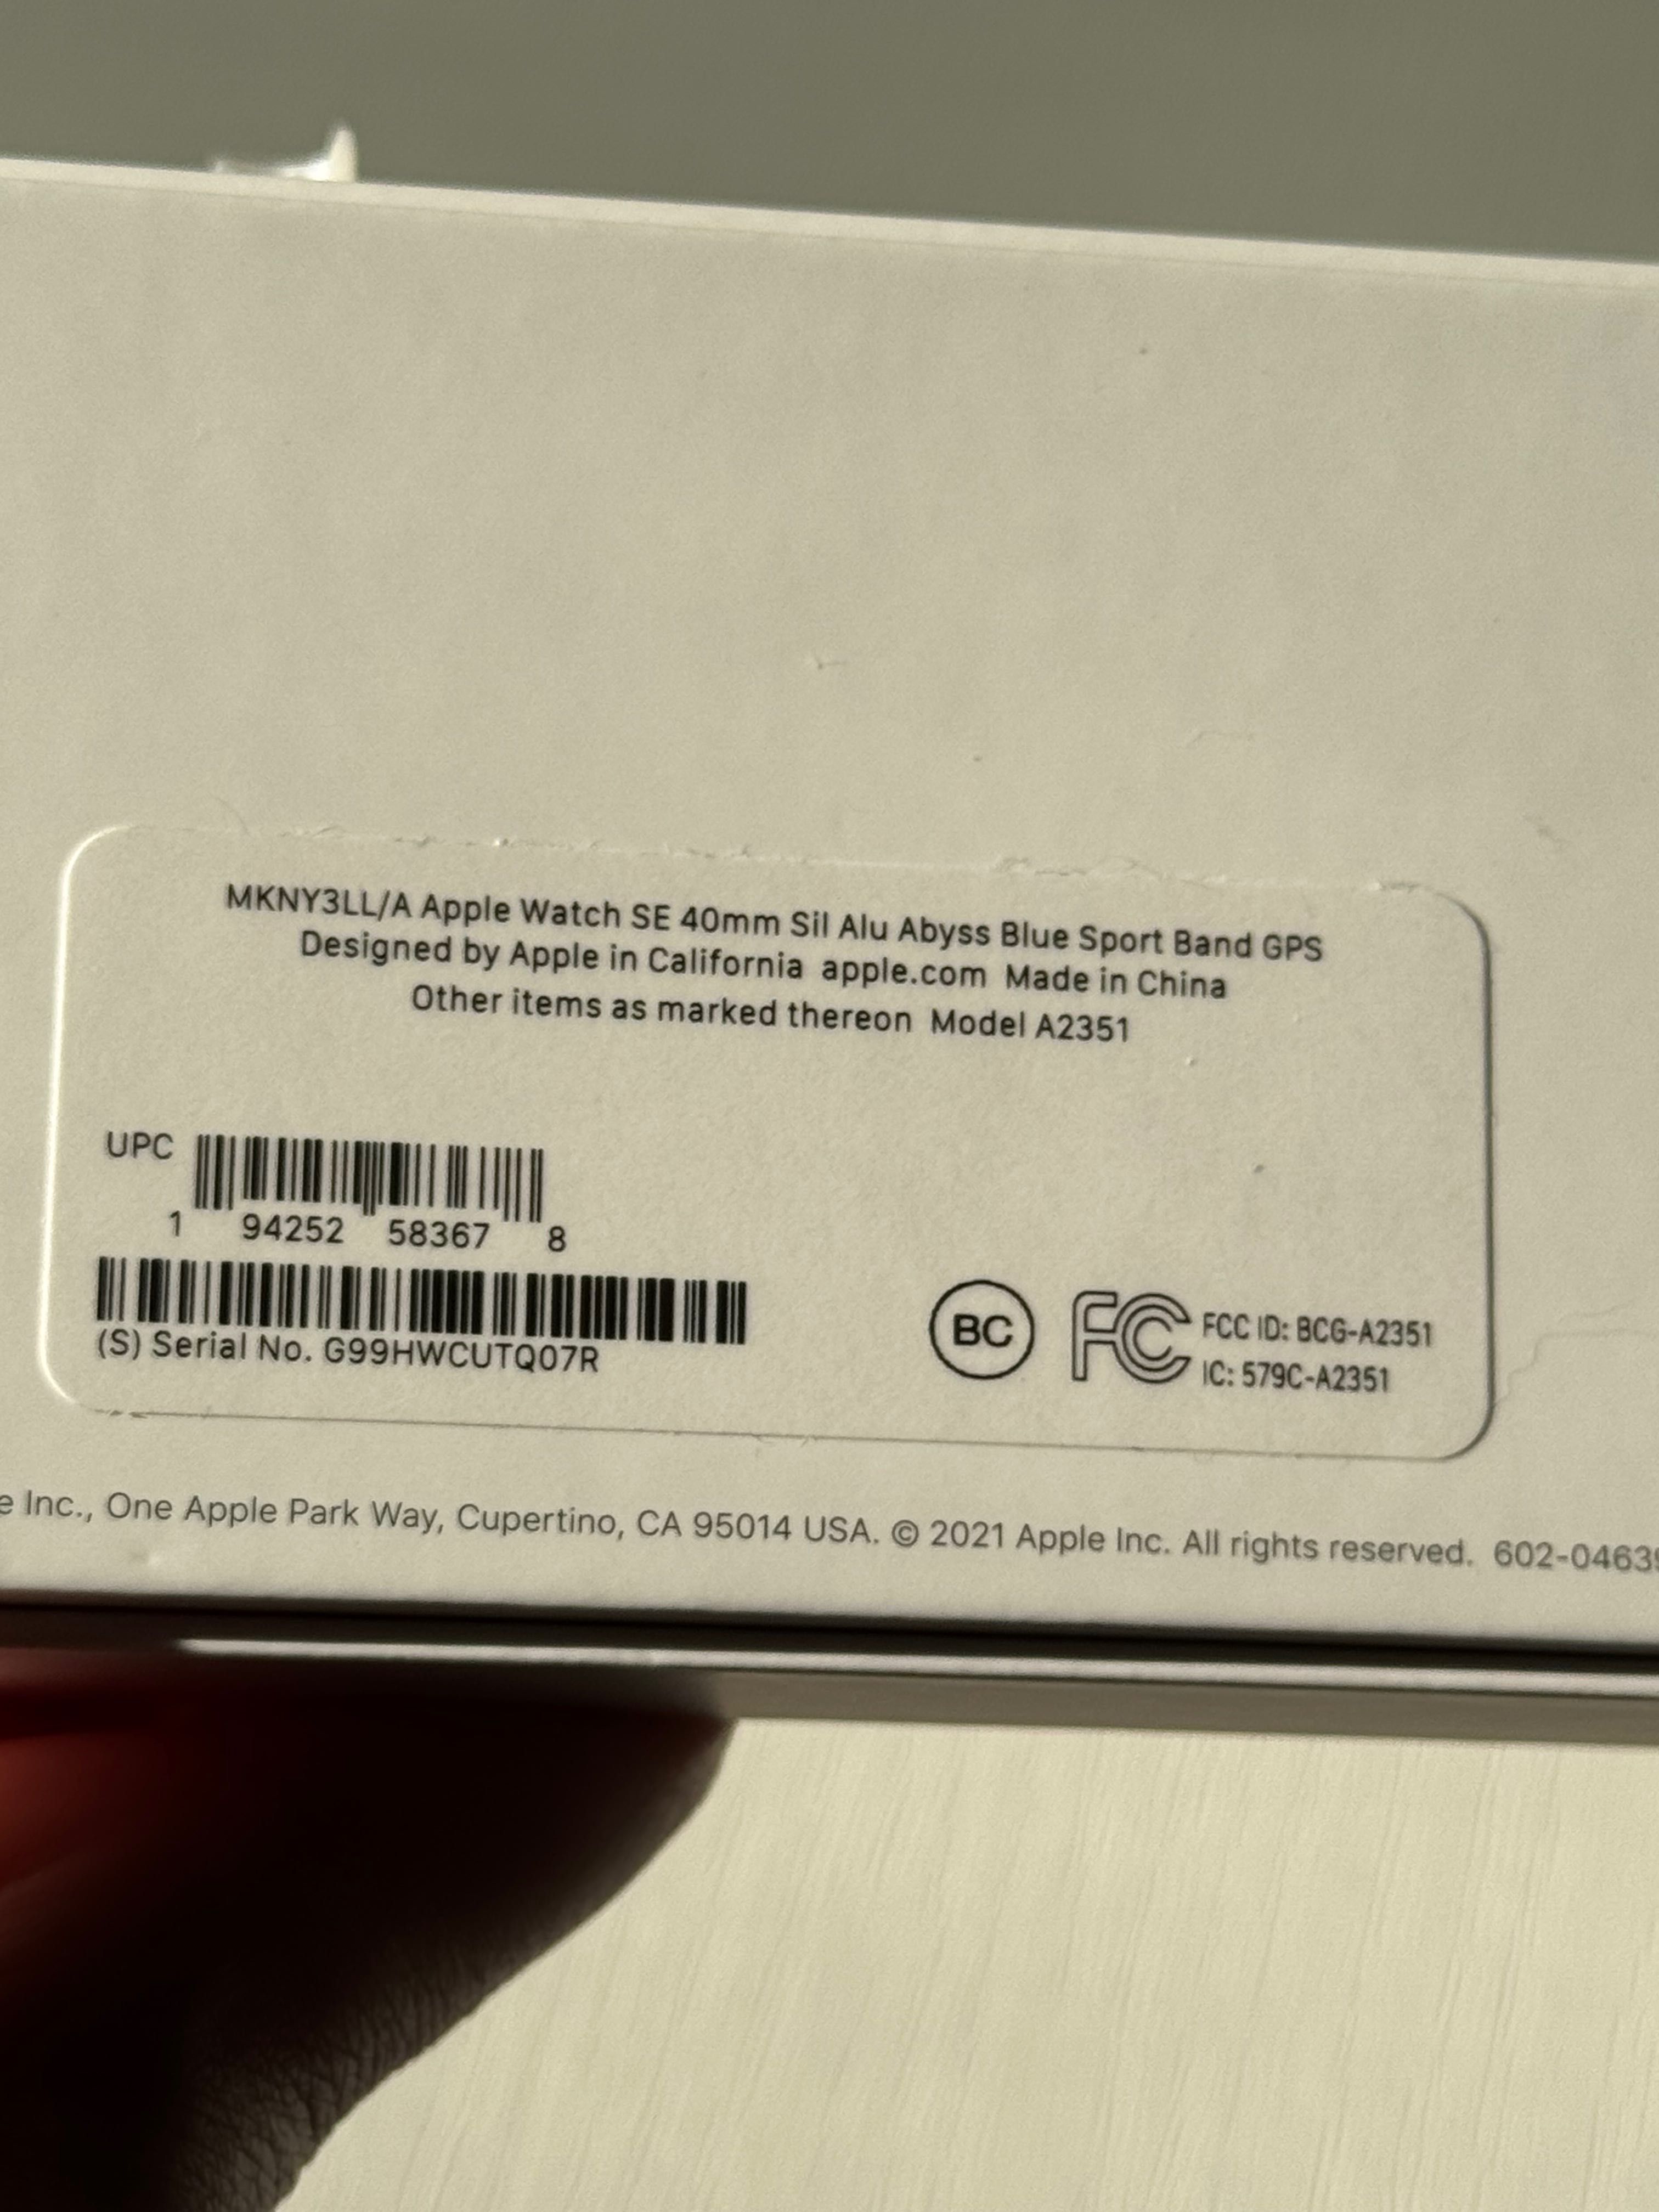 MKNY3LL/A Apple Watch SE 40mm Sil Alu Abyss Blue Sport Band GPS
Designed by Apple in California apple.com Made in China
Other items as marked thereon Model A2351
UPC
1 94252 58367 8
(S) Serial No. G99HWCUTQ07R
BC FC FCC ID: BCG-A2351
IC: 579C-A2351
e Inc., One Apple Park Way, Cupertino, CA 95014 USA. © 2021 Apple Inc. All rights reserved. 602-04639